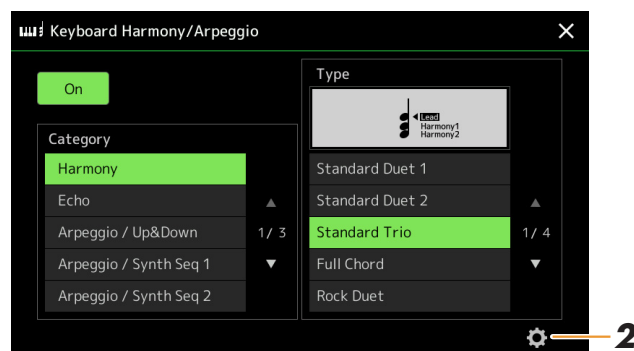 Keyboard Harmony/Arpeggio
On
Category
Harmony
Echo
Arpeggio / Up&Down
Arpeggio / Synth Seq 1
Arpeggio / Synth Seq 2
1/ 3
Type
Lead
Harmony1
Harmony2
Standard Duet 1
Standard Duet 2
Standard Trio
Full Chord
Rock Duet
1/ 4
2